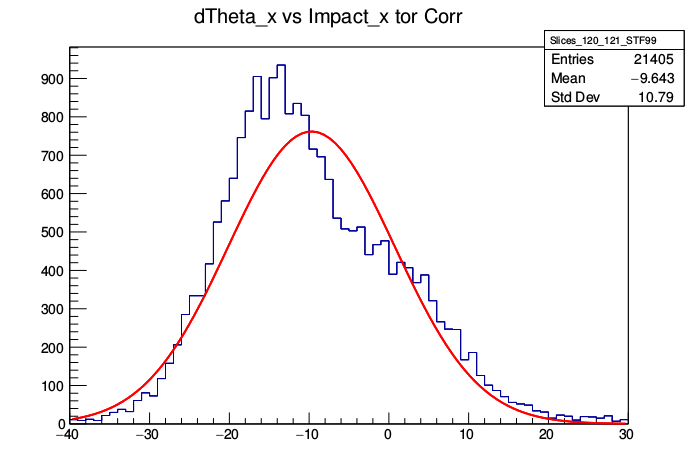 dTheta_x vs Impact_x tor Corr
Slices_120_121_STF99
Entries 21405
Mean −9.643
Std Dev 10.79
900
800
700
600
500
400
300
200
100
0
−40 −30 −20 −10 0 10 20 30